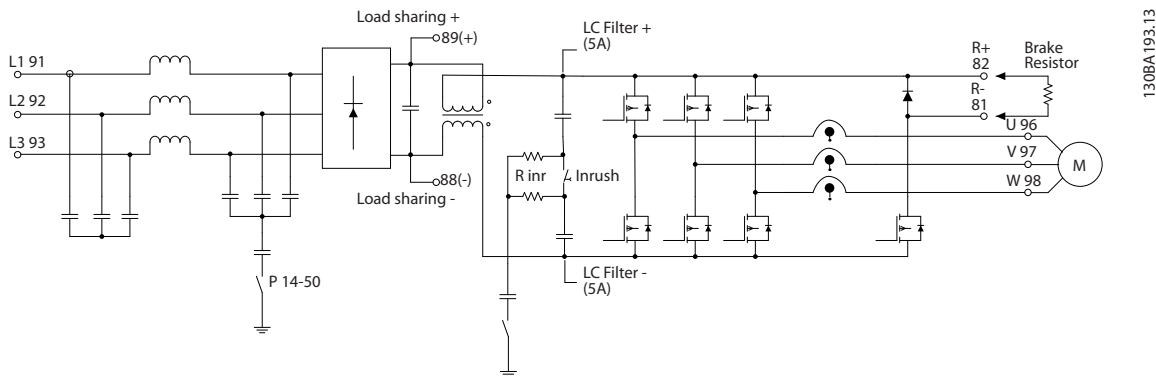 Load sharing +
89(+)
LC Filter +
(5A)
R+
82
Brake
Resistor
130BA193.13
L1 91
L2 92
R-
81
U 96
L3 93
V 97
M
R inr
Inrush
W 98
88(-)
Load sharing -
LC Filter -
(5A)
P 14-50